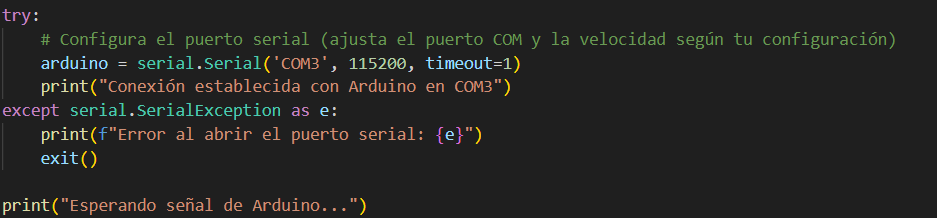 try:
# Configura el puerto serial (ajusta el puerto COM y la velocidad según tu configuración)
arduino = serial.Serial('COM3', 115200, timeout=1)
print("Conexión establecida con Arduino en COM3")
except serial.SerialException as e:
print(f"Error al abrir el puerto serial: {e}")
exit()
print("Esperando señal de Arduino...")